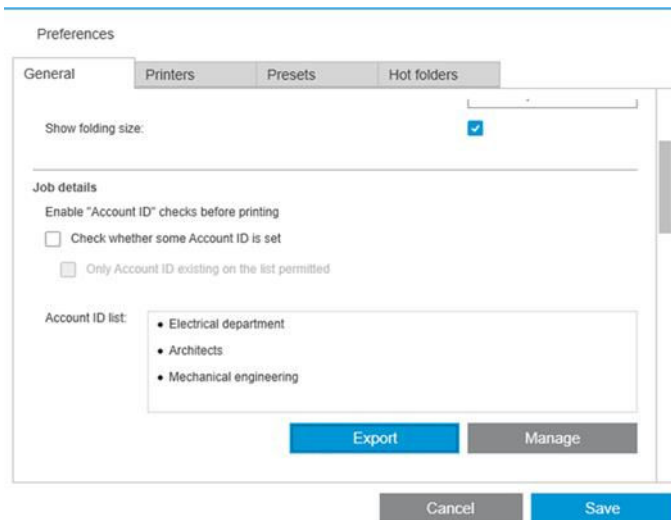 Preferences
General Printers Presets Hot folders
Show folding size:
Job details
Enable "Account ID" checks before printing
Check whether some Account ID is set
Only Account ID existing on the list permitted
Account ID list:
• Electrical department
• Architects
• Mechanical engineering
Export Manage
Cancel Save